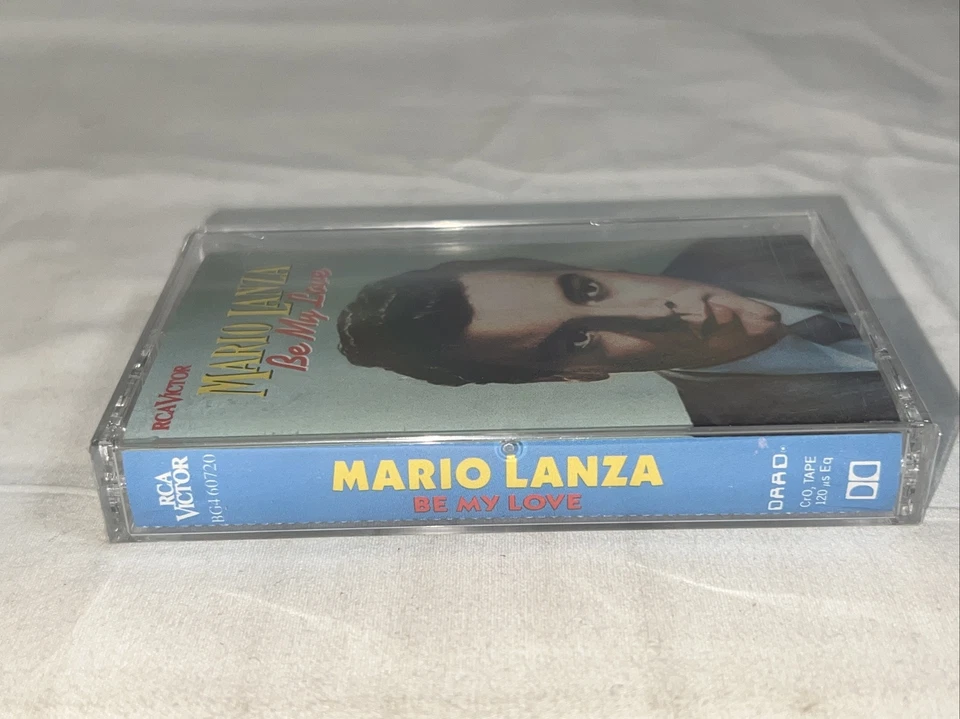 RCA VICTOR
MARIO LANZA
Be My Love
RCA
VICTOR
BG4 60720
MARIO LANZA
BE MY LOVE
DAAD.
CrO₂ TAPE
120 µs Eq